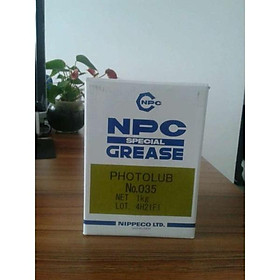 NPC
NPC
SPECIAL
GREASE
PHOTOLUB
No.035
NET 1kg
NIPPECO LTD.